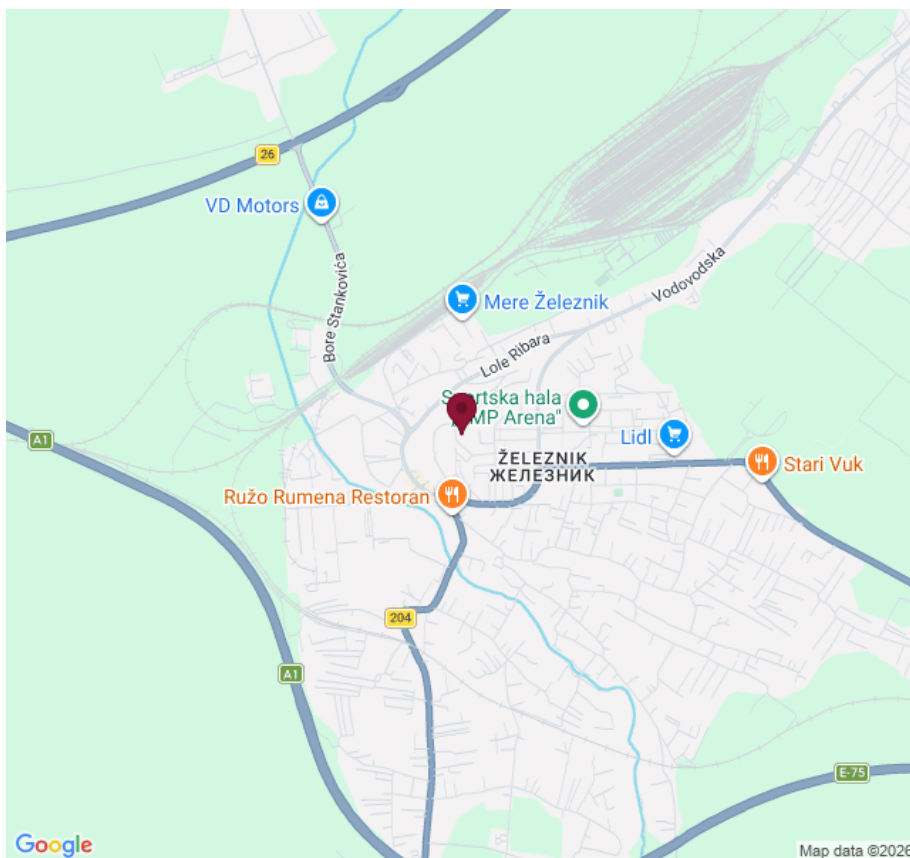 26
VD Motors
Bore Stankovića
Mere Železnik
Vodovodska
Lole Ribara
Sportska hala
MP Arena"
A1
Lidl
ŽELEZNIK
ЖЕЛЕЗНИК
Stari Vuk
Ružo Rumena Restoran
204
A1
E-75
Google
Map data ©2026